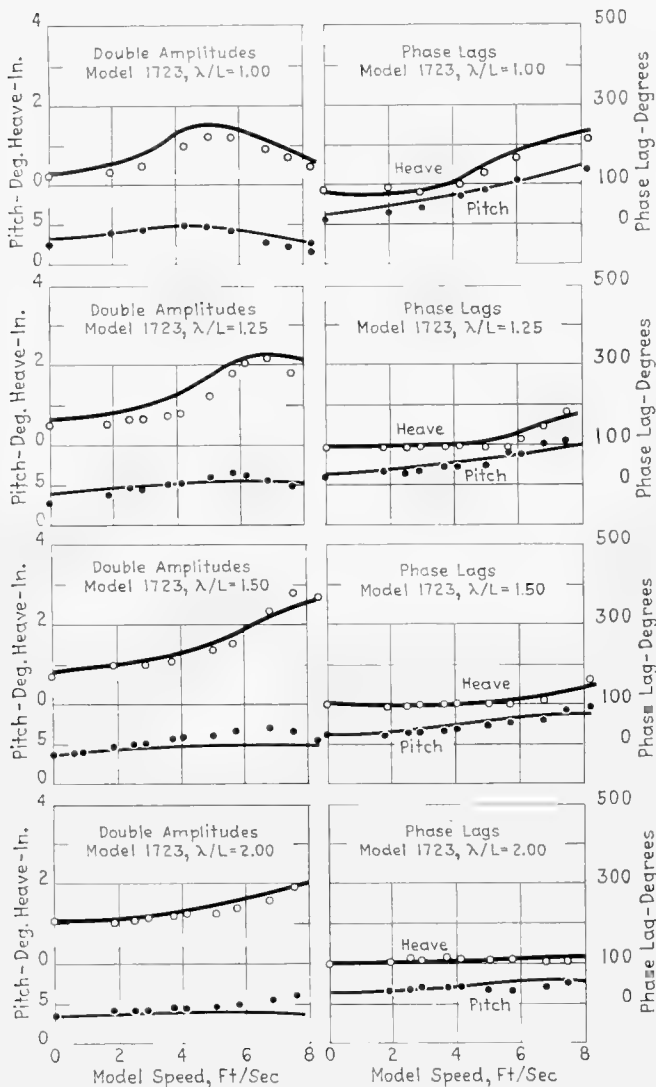 4
2
0
5
0
Pitch-Deg. Heave-In.
Double Amplitudes
Model 1723, λ/L=1.00
Phase Lags
Model 1723, λ/L=1.00
Heave
Pitch
500
300
100
0
Phase Lag-Degrees
4
2
0
5
0
Pitch-Deg. Heave-In.
Double Amplitudes
Model 1723, λ/L=1.25
Phase Lags
Model 1723, λ/L=1.25
Heave
Pitch
500
300
100
0
Phase Lag-Degrees
4
2
0
5
0
Pitch-Deg. Heave-In.
Double Amplitudes
Model 1723, λ/L=1.50
Phase Lags
Model 1723, λ/L=1.50
Heave
Pitch
500
300
100
0
Phase Lag-Degrees
4
2
0
5
0
Pitch-Deg. Heave-In.
Double Amplitudes
Model 1723, λ/L=2.00
Phase Lags
Model 1723, λ/L=2.00
Heave
Pitch
500
300
100
0
Phase Lag-Degrees
0 2 4 6 8
0 2 4 6 8
Model Speed, Ft/Sec
Model Speed, Ft/Sec